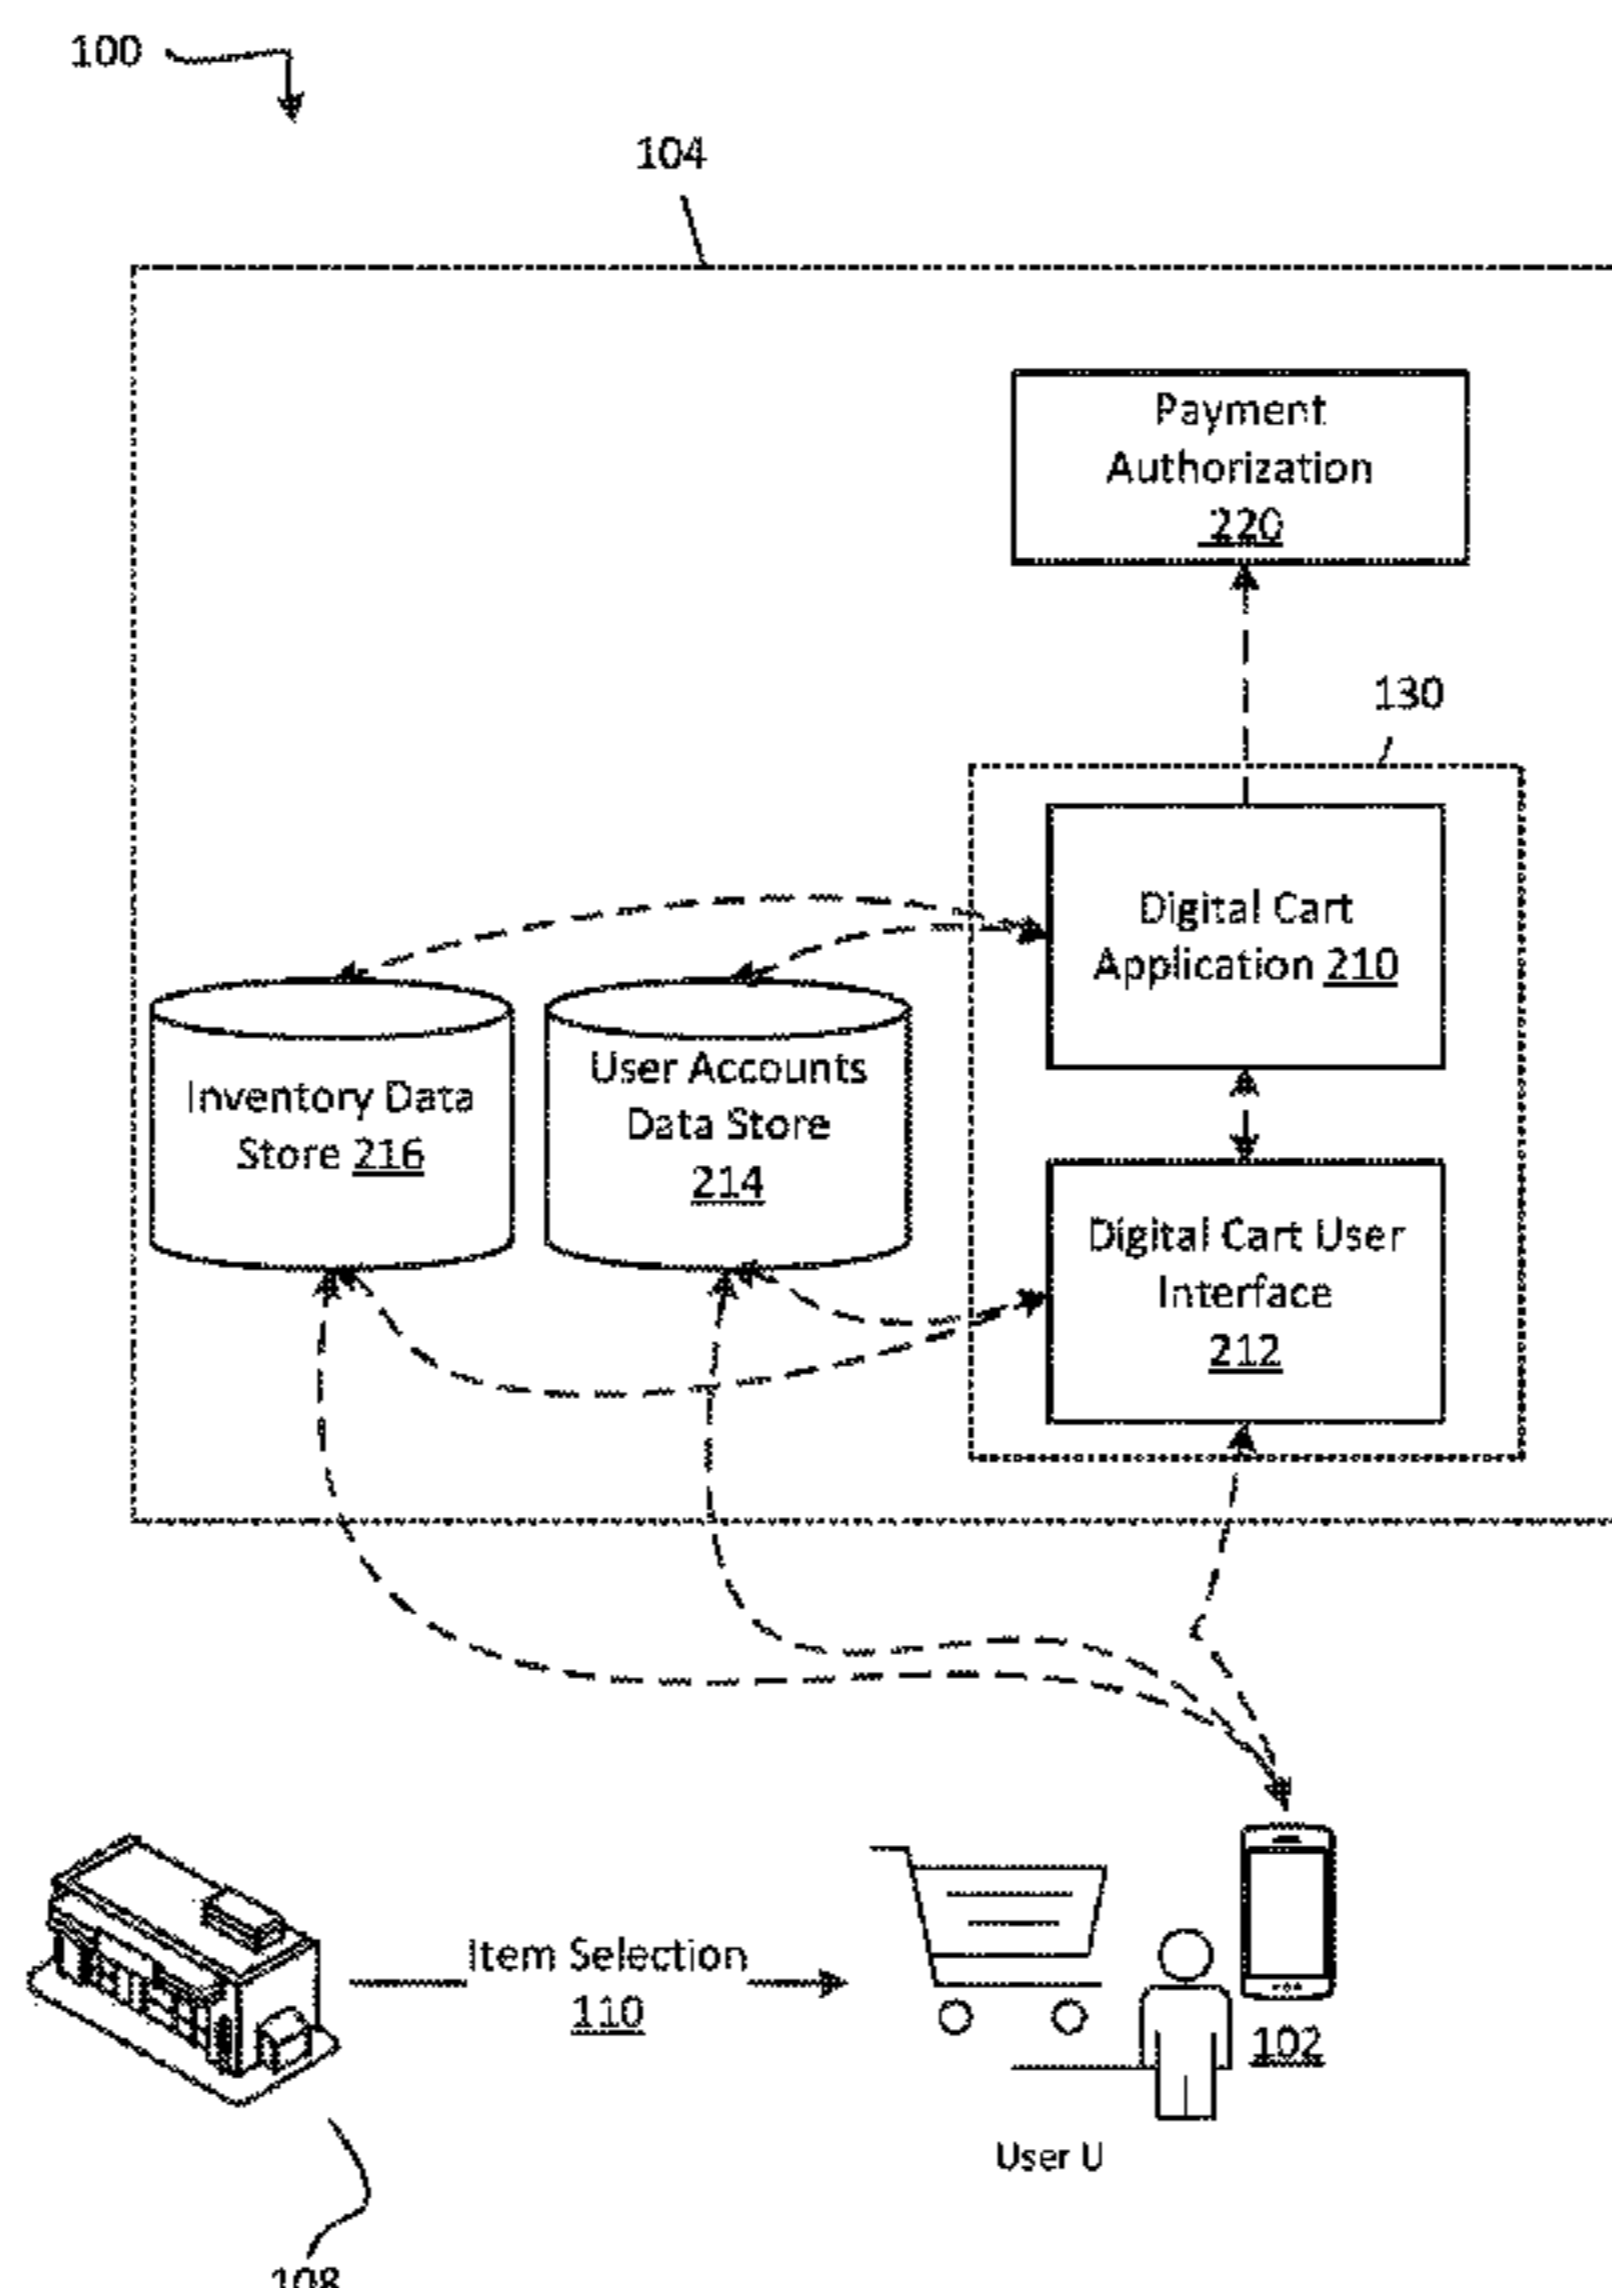 100
104
Payment
Authorization
220
130
Digital Cart
Application 210
Inventory Data
Store 216
User Accounts
Data Store
214
Digital Cart User
Interface
212
Item Selection
110
102
User U
108